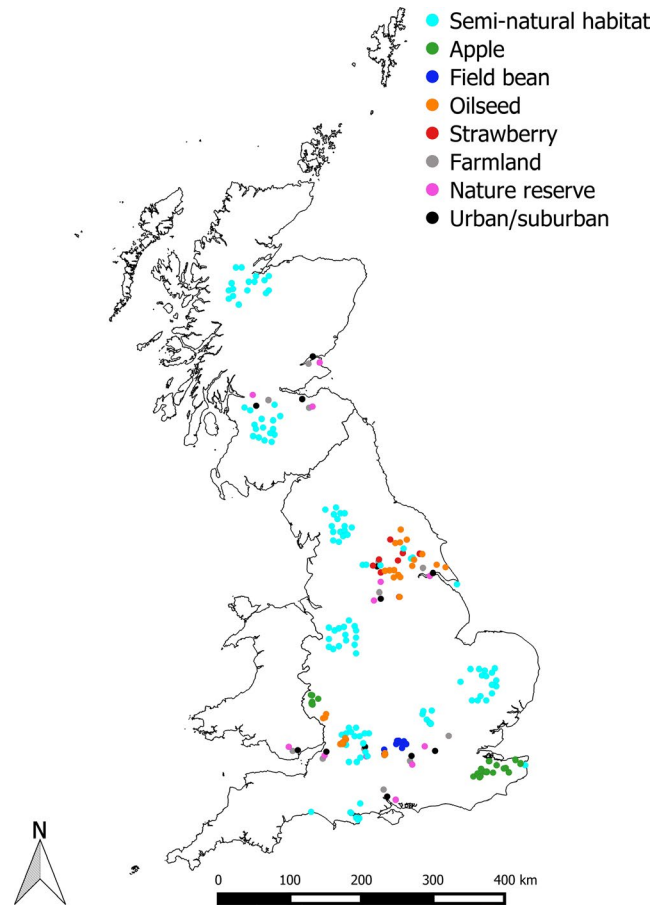 Semi-natural habitat
Apple
Field bean
Oilseed
Strawberry
Farmland
Nature reserve
Urban/suburban
N
0 100 200 300 400 km